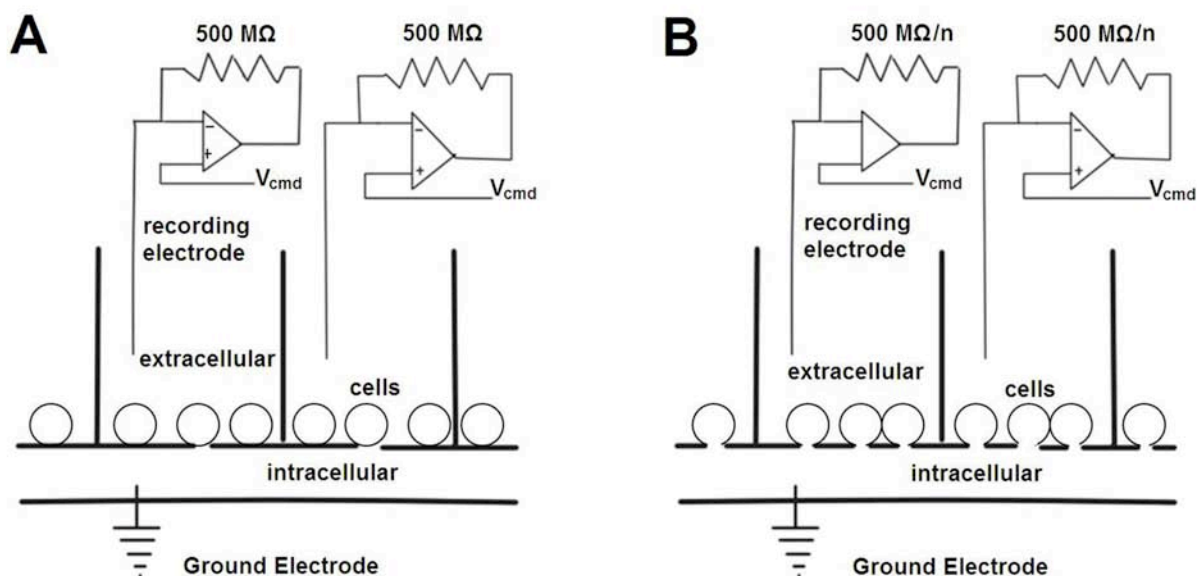 A
500 MΩ
500 MΩ
−
+
Vcmd
−
+
Vcmd
recording
electrode
extracellular
cells
intracellular
Ground Electrode
B
500 MΩ/n
500 MΩ/n
Vcmd
−
+
Vcmd
recording
electrode
extracellular
cells
intracellular
Ground Electrode